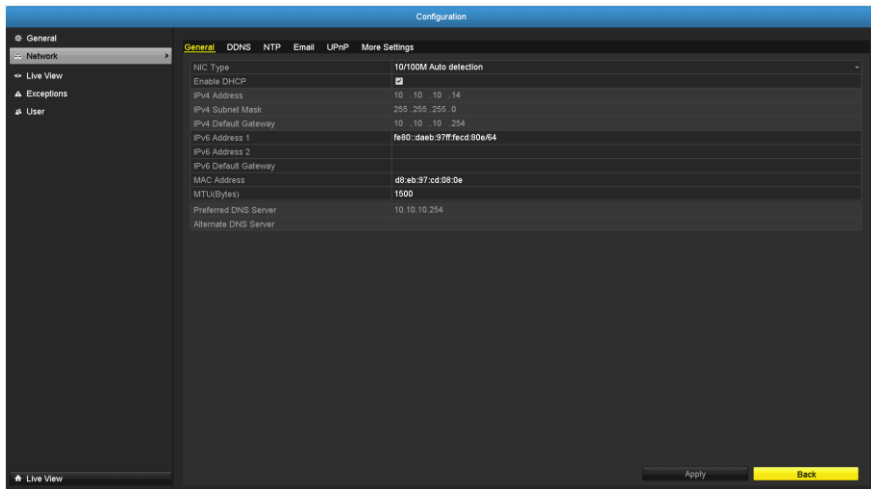 Configuration
General
Network
Live View
Exceptions
User
General DDNS NTP Email UPnP More Settings
NIC Type 10/100M Auto detection
Enable DHCP
IPv4 Address 10 .10 .10 .14
IPv4 Subnet Mask 255 .255 .255 .0
IPv4 Default Gateway 10 .10 .10 .254
IPv6 Address 1 fe80::daeb:97ff:fecd:80e/64
IPv6 Address 2
IPv6 Default Gateway
MAC Address d8:eb:97:cd:08:0e
MTU(Bytes) 1500
Preferred DNS Server 10.10.10.254
Alternate DNS Server
Live View
Apply Back